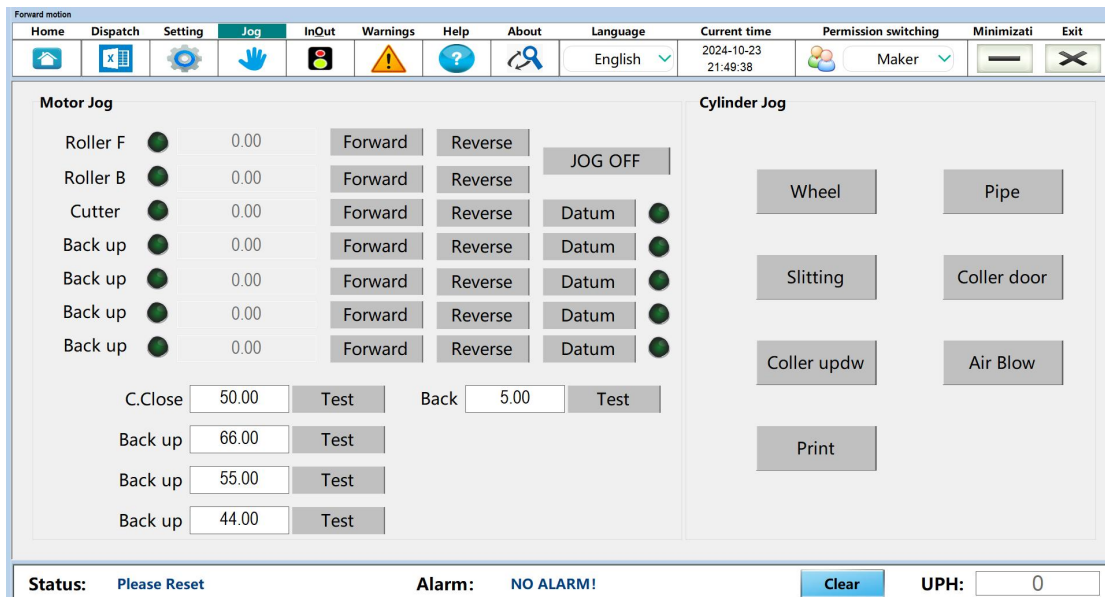 Forward motion
Home Dispatch Setting Jog InOut Warnings Help About Language Current time Permission switching Minimizati Exit
English 2024-10-23 Maker
21:49:38
Motor Jog Cylinder Jog
Roller F 0.00 Forward Reverse
JOG OFF
Roller B 0.00 Forward Reverse
Wheel Pipe
Cutter 0.00 Forward Reverse Datum
Back up 0.00 Forward Reverse Datum
Back up 0.00 Forward Reverse Datum
Slitting Coller door
Back up 0.00 Forward Reverse Datum
Back up 0.00 Forward Reverse Datum
Coller updw Air Blow
C.Close 50.00 Test Back 5.00 Test
Back up 66.00 Test
Print
Back up 55.00 Test
Back up 44.00 Test
Status: Please Reset Alarm: NO ALARM! Clear UPH: 0